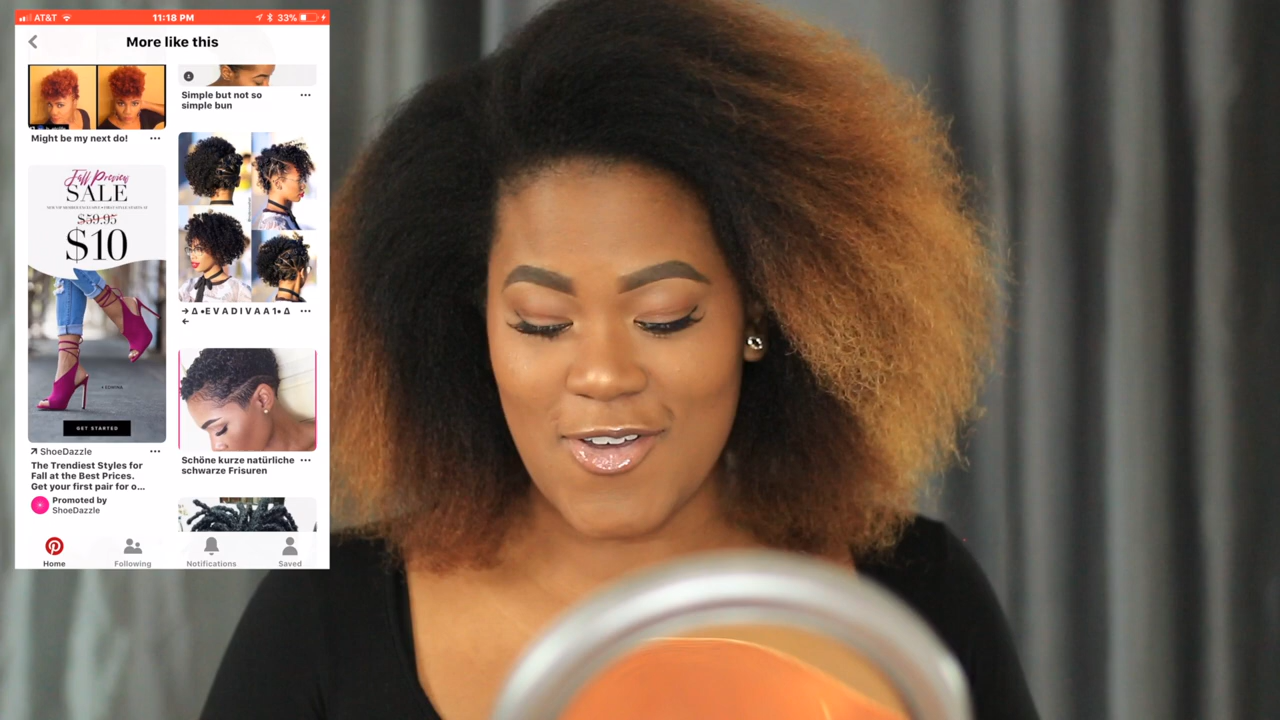 AT&T
11:18 PM
33%
More like this
Might be my next do!
Simple but not so
simple bun
Fall Preview
SALE
$59.95
$10
GET STARTED
→ Δ •E V A D I V A A 1• Δ
←
ShoeDazzle
The Trendiest Styles for
Fall at the Best Prices.
Get your first pair for o...
Promoted by
ShoeDazzle
Schöne kurze natürliche
schwarze Frisuren
Home
Following
Notifications
Saved